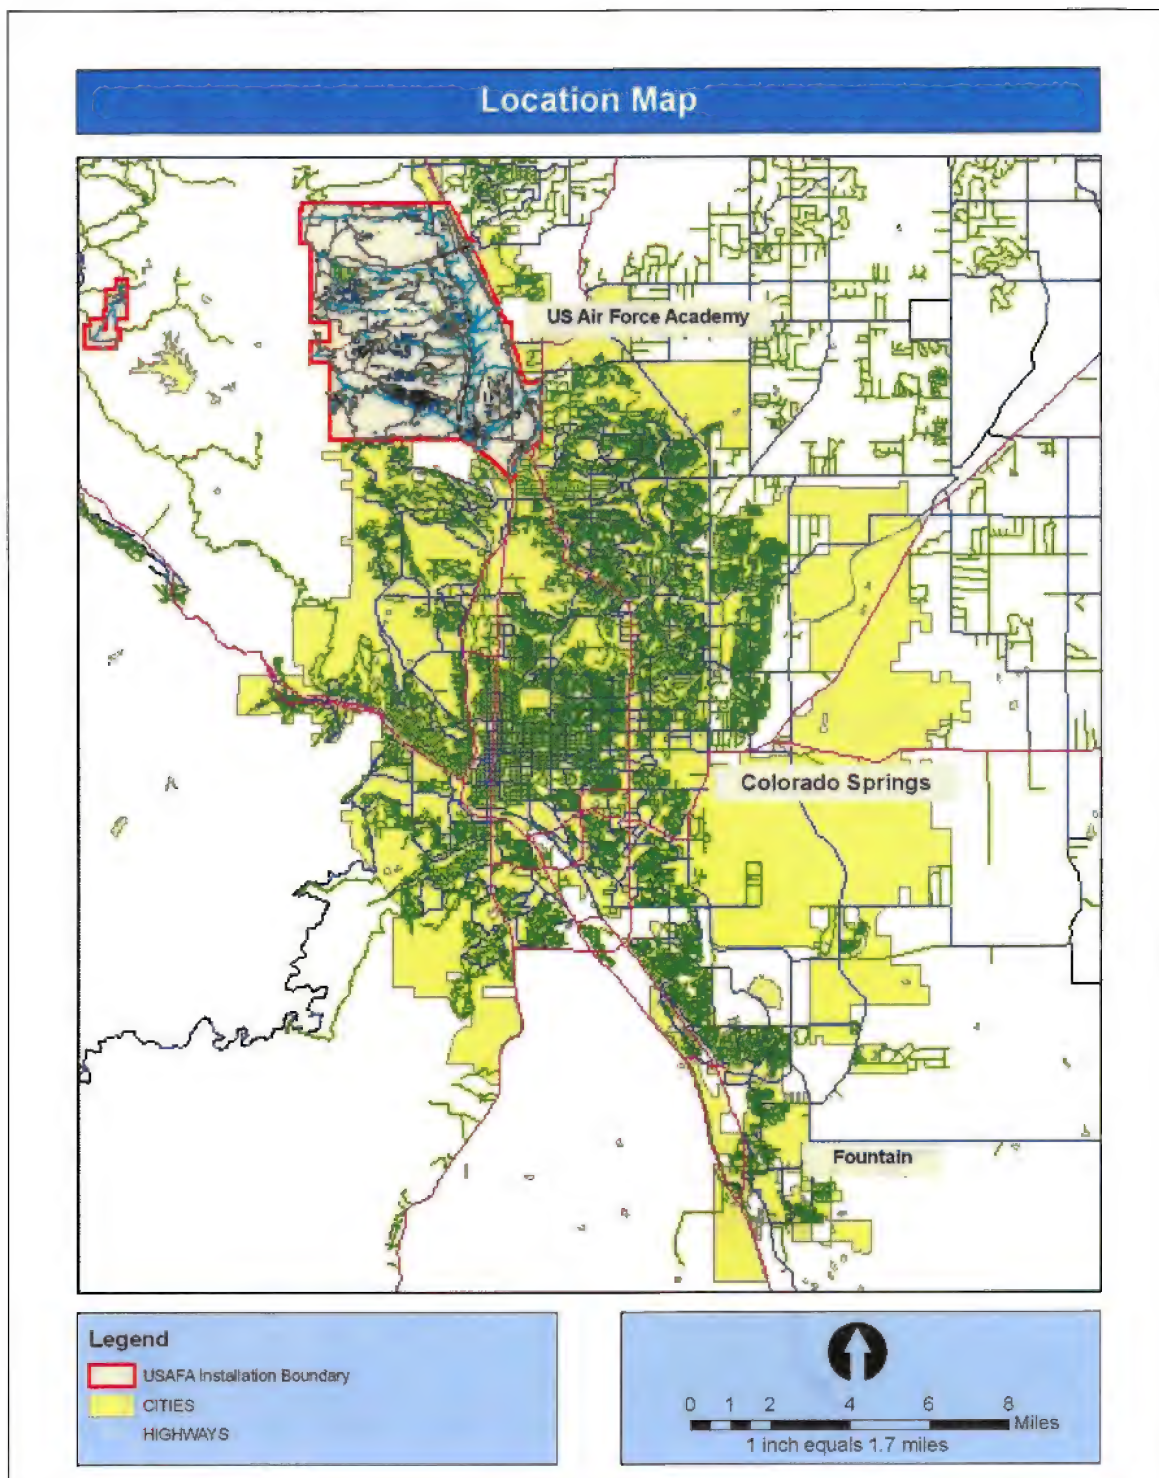 Location Map
US Air Force Academy
Colorado Springs
Fountain
Legend
USAFA Installation Boundary
CITIES
HIGHWAYS
0 1 2 4 6 8
Miles
1 inch equals 1.7 miles